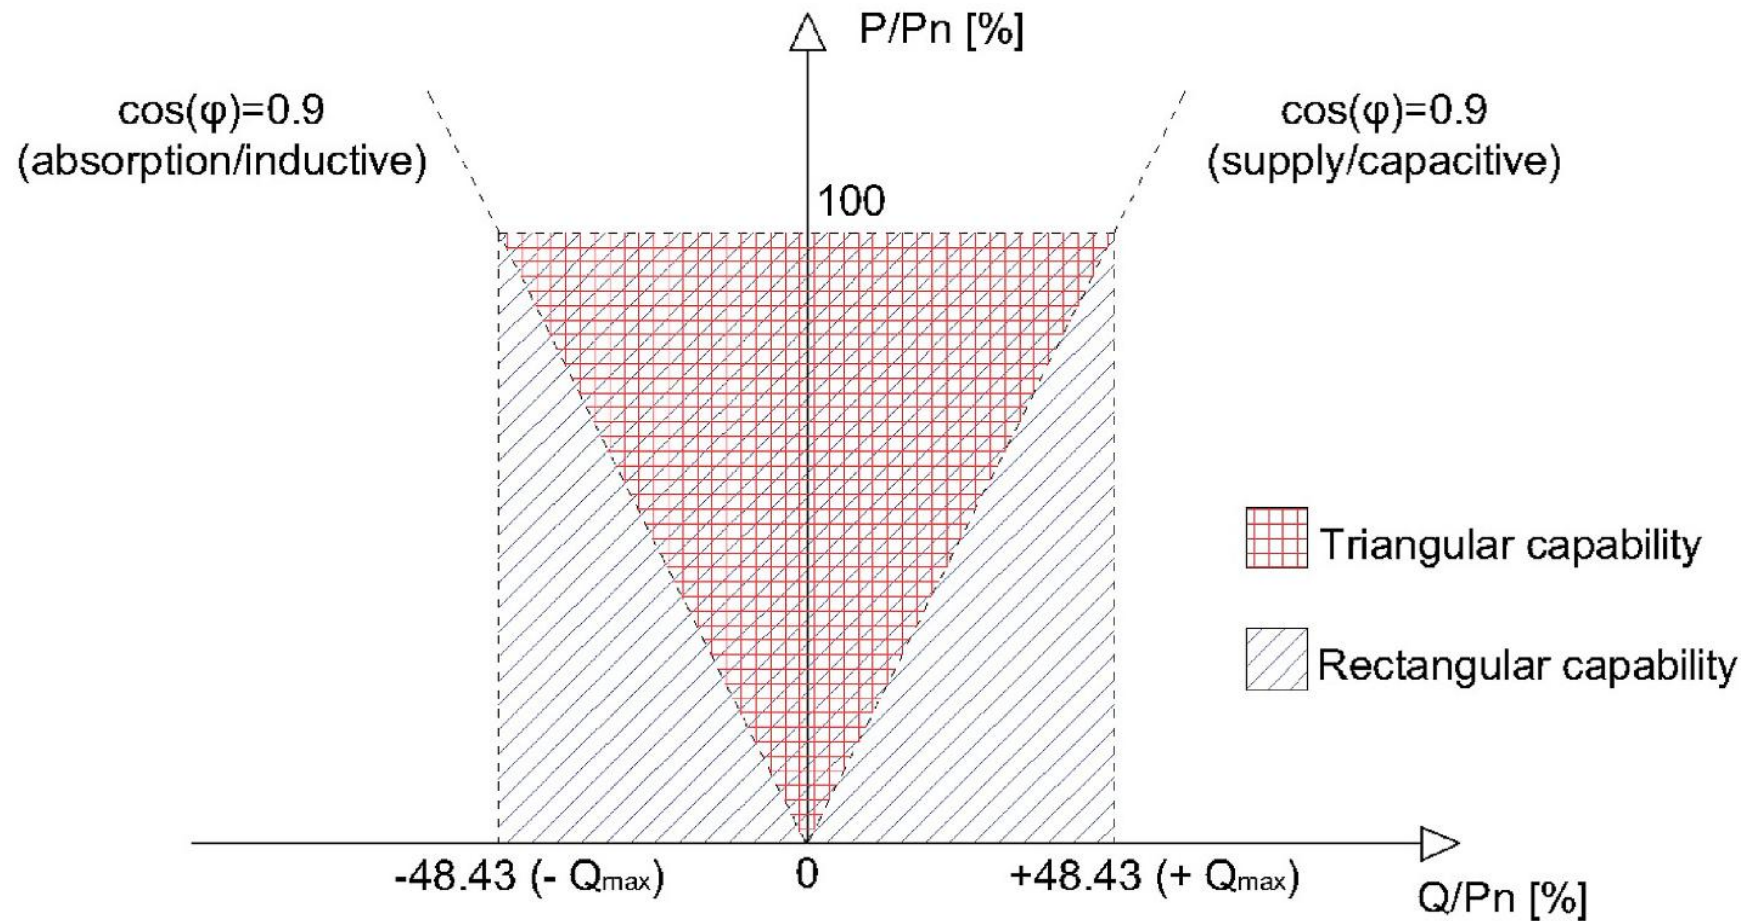 P/Pn [%]
cos(φ)=0.9
(absorption/inductive)
cos(φ)=0.9
(supply/capacitive)
100
Triangular capability
Rectangular capability
-48.43 (- Qmax)
0
+48.43 (+ Qmax)
Q/Pn [%]